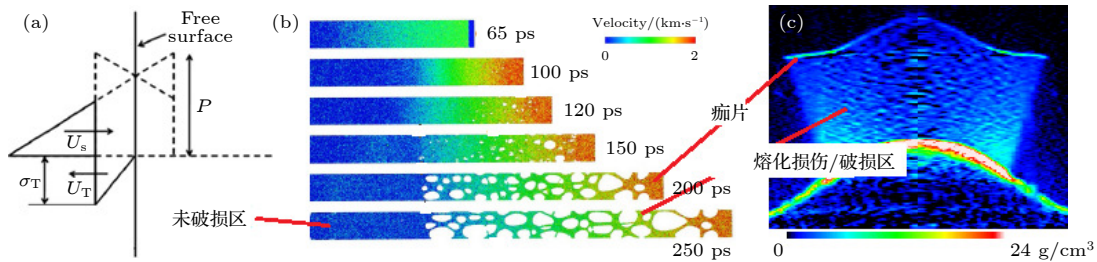 (a)
Free
surface
P
U_s
σ_T
U_T
(b)
Velocity/(km·s⁻¹)
0 2
65 ps
100 ps
120 ps
150 ps
200 ps
250 ps
未破损区
痂片
熔化损伤/破损区
(c)
0 24 g/cm³